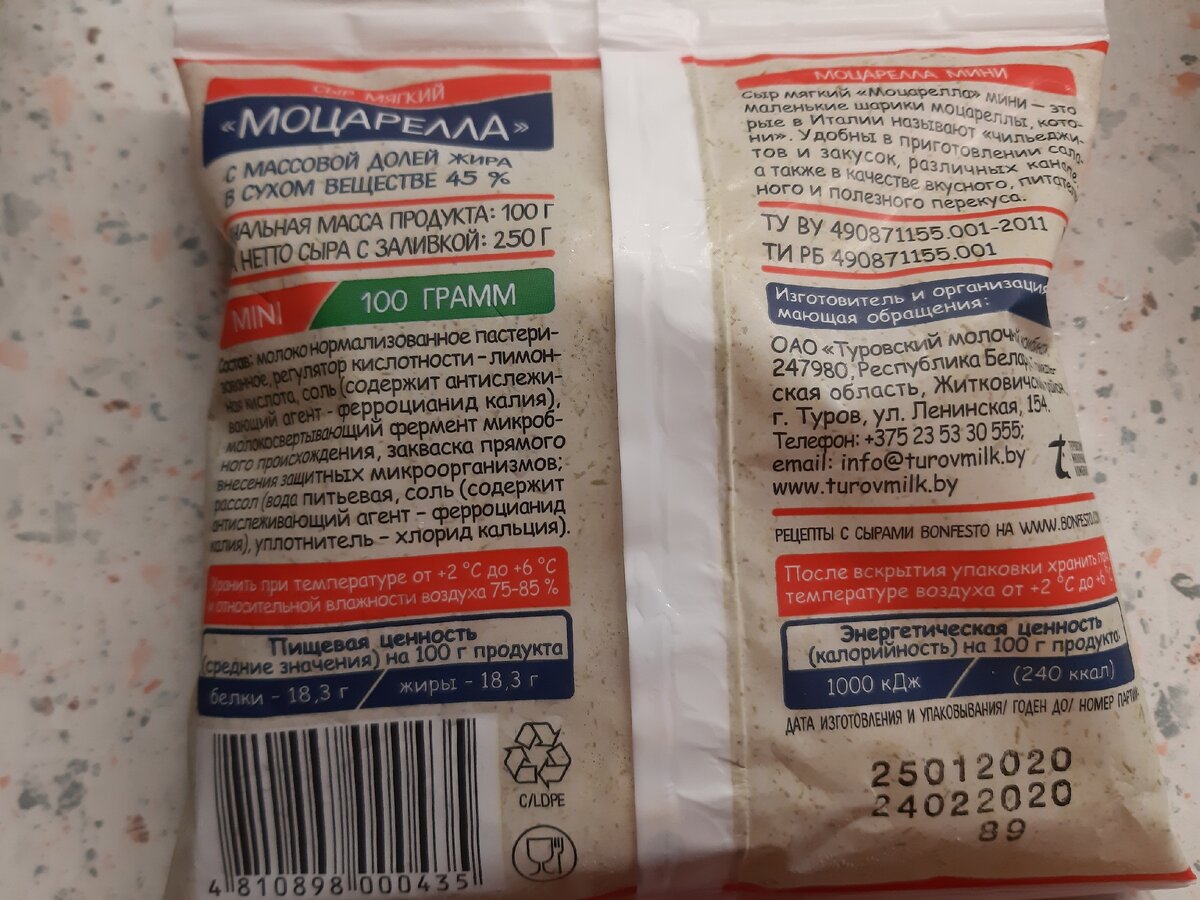 СЫР МЯГКИЙ
«МОЦАРЕЛЛА»
С МАССОВОЙ ДОЛЕЙ ЖИРА
В СУХОМ ВЕЩЕСТВЕ 45 %
МАССА ПРОДУКТА: 100 Г
НЕТТО СЫРА С ЗАЛИВКОЙ: 250 Г
MINI 100 ГРАММ
Состав: молоко нормализованное пастери-
зованное, регулятор кислотности – лимон-
ная кислота, соль (содержит антислежи-
вающий агент - ферроцианид калия),
молокосвертывающий фермент микроб-
ного происхождения, закваска прямого
внесения защитных микроорганизмов;
рассол (вода питьевая, соль (содержит
антислеживающий агент – ферроцианид
калия), уплотнитель – хлорид кальция).
Хранить при температуре от +2 °С до +6 °С
и относительной влажности воздуха 75-85 %
Пищевая ценность
(средние значения) на 100 г продукта
белки – 18,3 г / жиры – 18,3 г
C/LDPE
4 810898 000435
МОЦАРЕЛЛА МИНИ
сыр мягкий «Моцарелла» мини — это
маленькие шарики моцареллы, кото-
рые в Италии называют «чильеджи-
ни». Удобны в приготовлении сала-
тов и закусок, различных канапе,
а также в качестве вкусного, питатель-
ного и полезного перекуса.
ТУ BY 490871155.001-2011
ТИ РБ 490871155.001
Изготовитель и организация
мающая обращения:
ОАО «Туровский молочный
247980, Республика
ская область, Житковичский район
г. Туров, ул. Ленинская, 154.
Телефон: +375 23 53 30 555;
email: info@turovmilk.by
www.turovmilk.by
РЕЦЕПТЫ С СЫРАМИ BONFESTO НА WWW.BONFESTO.
После вскрытия упаковки хранить при
температуре воздуха от +2 °С до +6 °С
Энергетическая ценность
(калорийность) на 100 г продукта:
1000 кДж / (240 ккал)
ДАТА ИЗГОТОВЛЕНИЯ И УПАКОВЫВАНИЯ/ ГОДЕН ДО/ НОМЕР ПАРТИИ
25012020
24022020
89